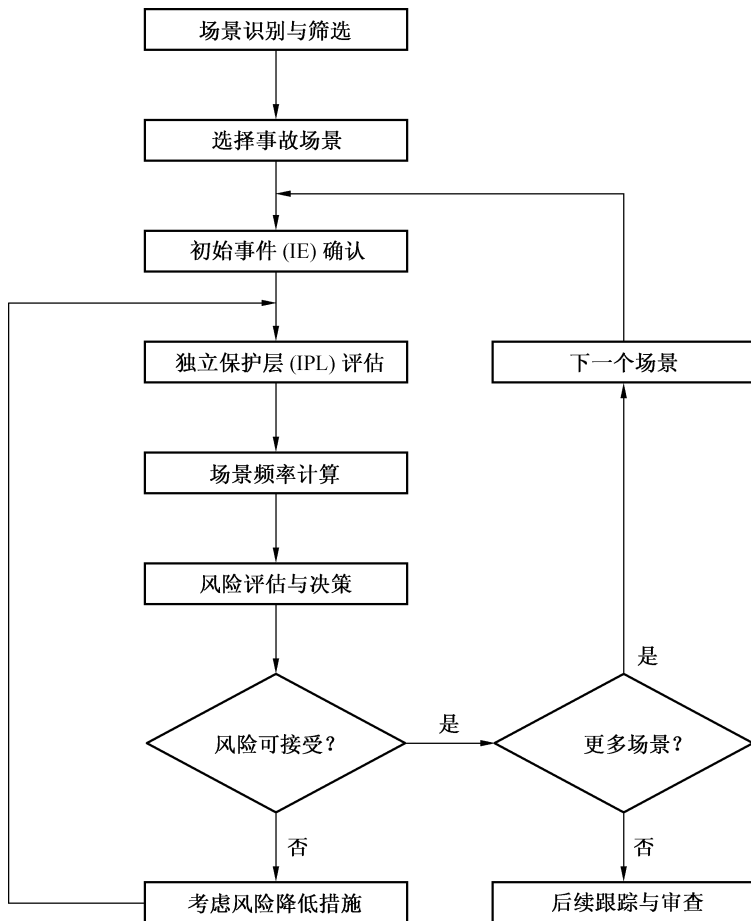 场景识别与筛选
选择事故场景
初始事件 (IE) 确认
独立保护层 (IPL) 评估
下一个场景
场景频率计算
风险评估与决策
是
风险可接受?
是
更多场景?
否
否
考虑风险降低措施
后续跟踪与审查